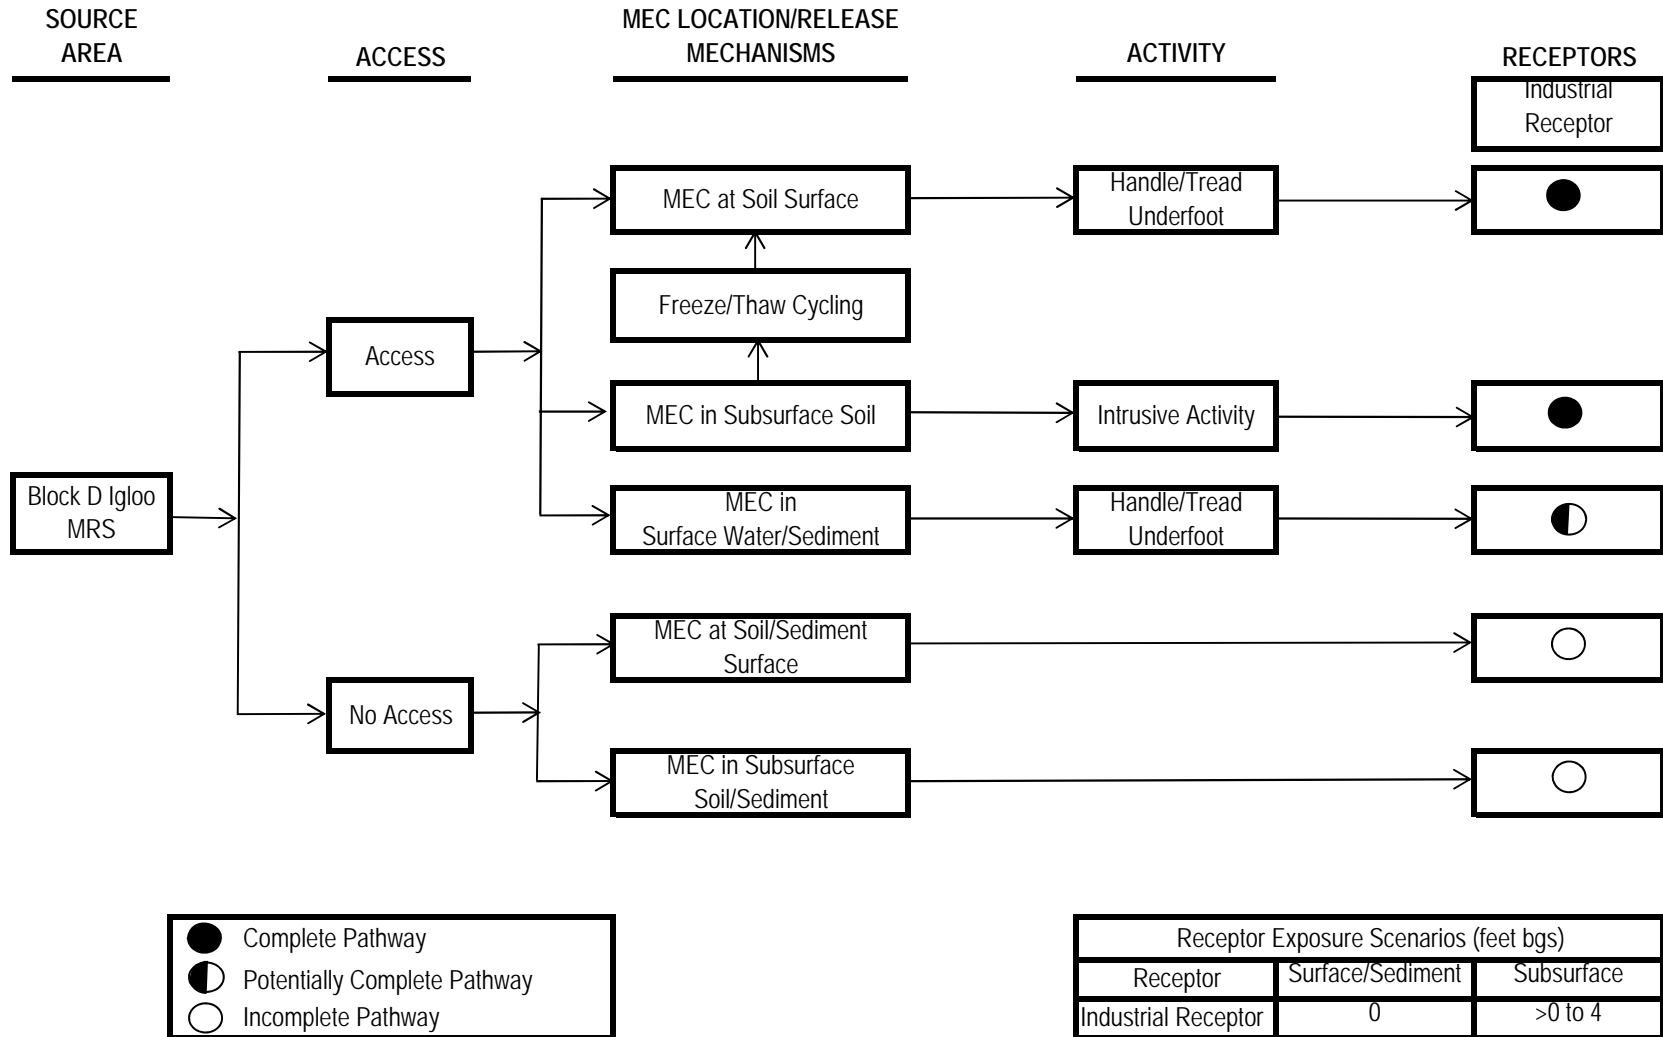 SOURCE
AREA
ACCESS
MEC LOCATION/RELEASE
MECHANISMS
ACTIVITY
RECEPTORS
Industrial
Receptor
MEC at Soil Surface
Handle/Tread
Underfoot
Freeze/Thaw Cycling
Access
MEC in Subsurface Soil
Intrusive Activity
Block D Igloo
MRS
MEC in
Surface Water/Sediment
Handle/Tread
Underfoot
MEC at Soil/Sediment
Surface
No Access
MEC in Subsurface
Soil/Sediment
Complete Pathway
Potentially Complete Pathway
Incomplete Pathway
Receptor Exposure Scenarios (feet bgs)
Receptor Surface/Sediment Subsurface
Industrial Receptor 0 >0 to 4